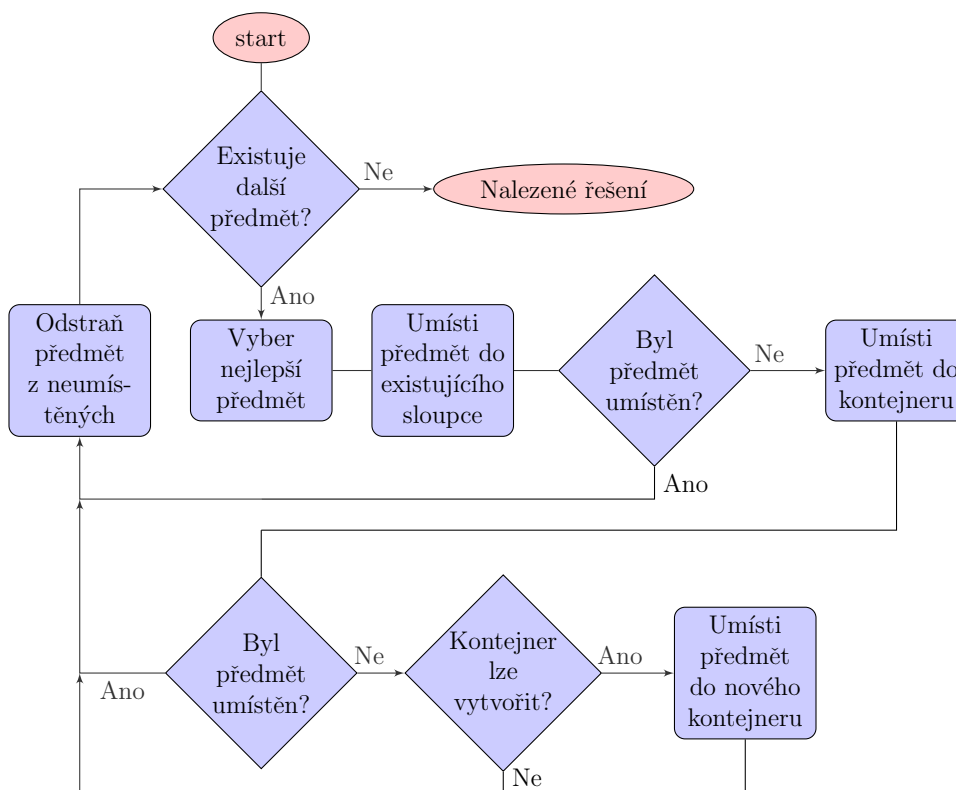 start
Existuje
další
předmět?
Ne
Nalezené řešení
Ano
Odstraň
předmět
z neumís-
těných
Vyber
nejlepší
předmět
Umísti
předmět do
existujícího
sloupce
Byl
předmět
umístěn?
Ne
Umísti
předmět do
kontejneru
Ano
Byl
předmět
umístěn?
Ano
Ne
Kontejner
lze
vytvořit?
Ano
Umísti
předmět
do nového
kontejneru
Ne